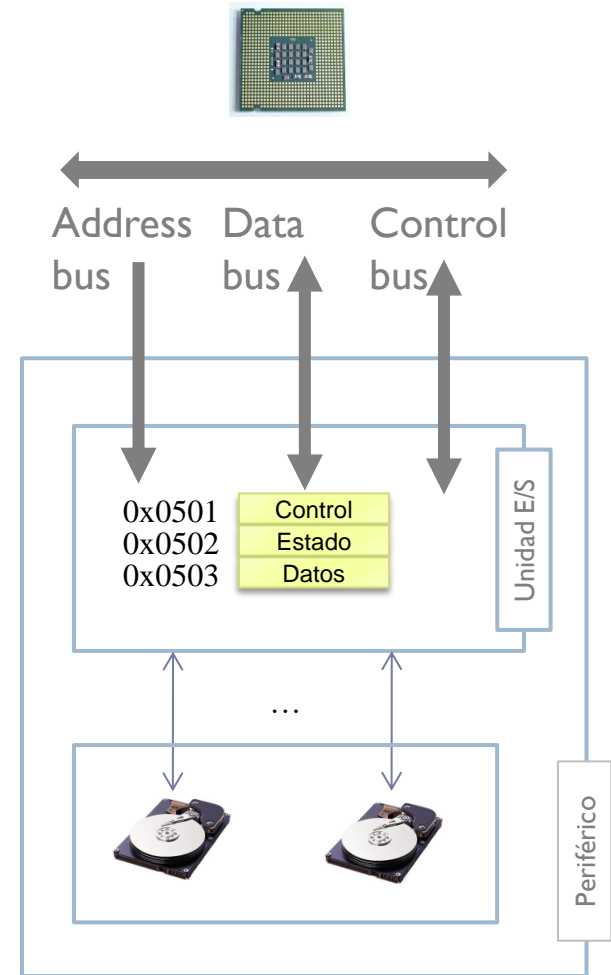 Address bus
Data bus
Control bus
0x0501 Control
0x0502 Estado
0x0503 Datos
Unidad E/S
...
Periférico